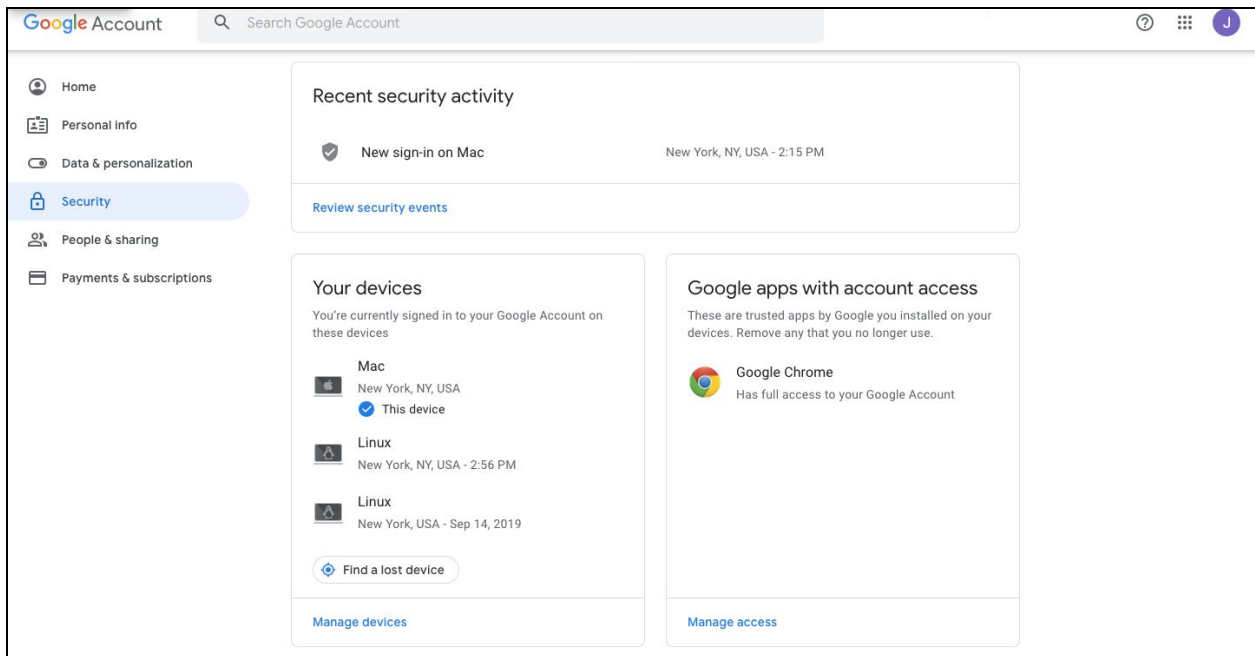 Google Account
Search Google Account
J
Home
Personal info
Data & personalization
Security
People & sharing
Payments & subscriptions
Recent security activity
New sign-in on Mac New York, NY, USA - 2:15 PM
Review security events
Your devices
You're currently signed in to your Google Account on
these devices
Mac
New York, NY, USA
This device
Linux
New York, NY, USA - 2:56 PM
Linux
New York, USA - Sep 14, 2019
Find a lost device
Manage devices
Google apps with account access
These are trusted apps by Google you installed on your
devices. Remove any that you no longer use.
Google Chrome
Has full access to your Google Account
Manage access